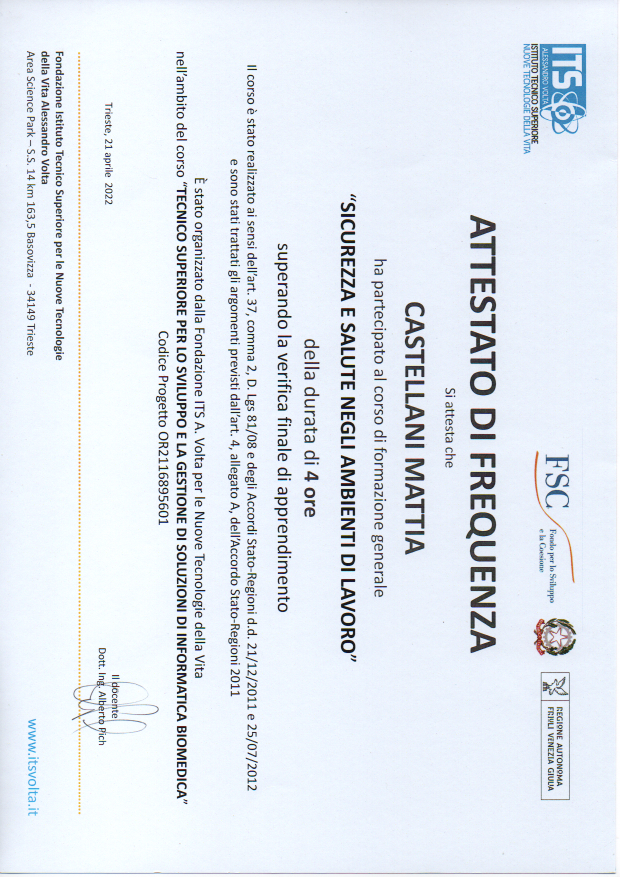 ITS
ALESSANDRO VOLTA
ISTITUTO TECNICO SUPERIORE
NUOVE TECNOLOGIE DELLA VITA
FSC
Fondo per lo Sviluppo
e la Coesione
REGIONE AUTONOMA
FRIULI VENEZIA GIULIA
ATTESTATO DI FREQUENZA
Si attesta che
CASTELLANI MATTIA
ha partecipato al corso di formazione generale
“SICUREZZA E SALUTE NEGLI AMBIENTI DI LAVORO”
della durata di 4 ore
superando la verifica finale di apprendimento
Il corso è stato realizzato ai sensi dell’art. 37, comma 2, D. Lgs 81/08 e degli Accordi Stato-Regioni d.d. 21/12/2011 e 25/07/2012
e sono stati trattati gli argomenti previsti dall’art. 4, allegato A, dell’Accordo Stato-Regioni 2011
È stato organizzato dalla Fondazione ITS A. Volta per le Nuove Tecnologie della Vita
nell’ambito del corso “TECNICO SUPERIORE PER LO SVILUPPO E LA GESTIONE DI SOLUZIONI DI INFORMATICA BIOMEDICA”
Codice Progetto OR2116895601
Trieste, 21 aprile 2022
Il docente
Dott. Ing. Alberto Pich
Fondazione Istituto Tecnico Superiore per le Nuove Tecnologie
della Vita Alessandro Volta
Area Science Park – S.S. 14 km 163,5 Basovizza - 34149 Trieste
www.itsvolta.it